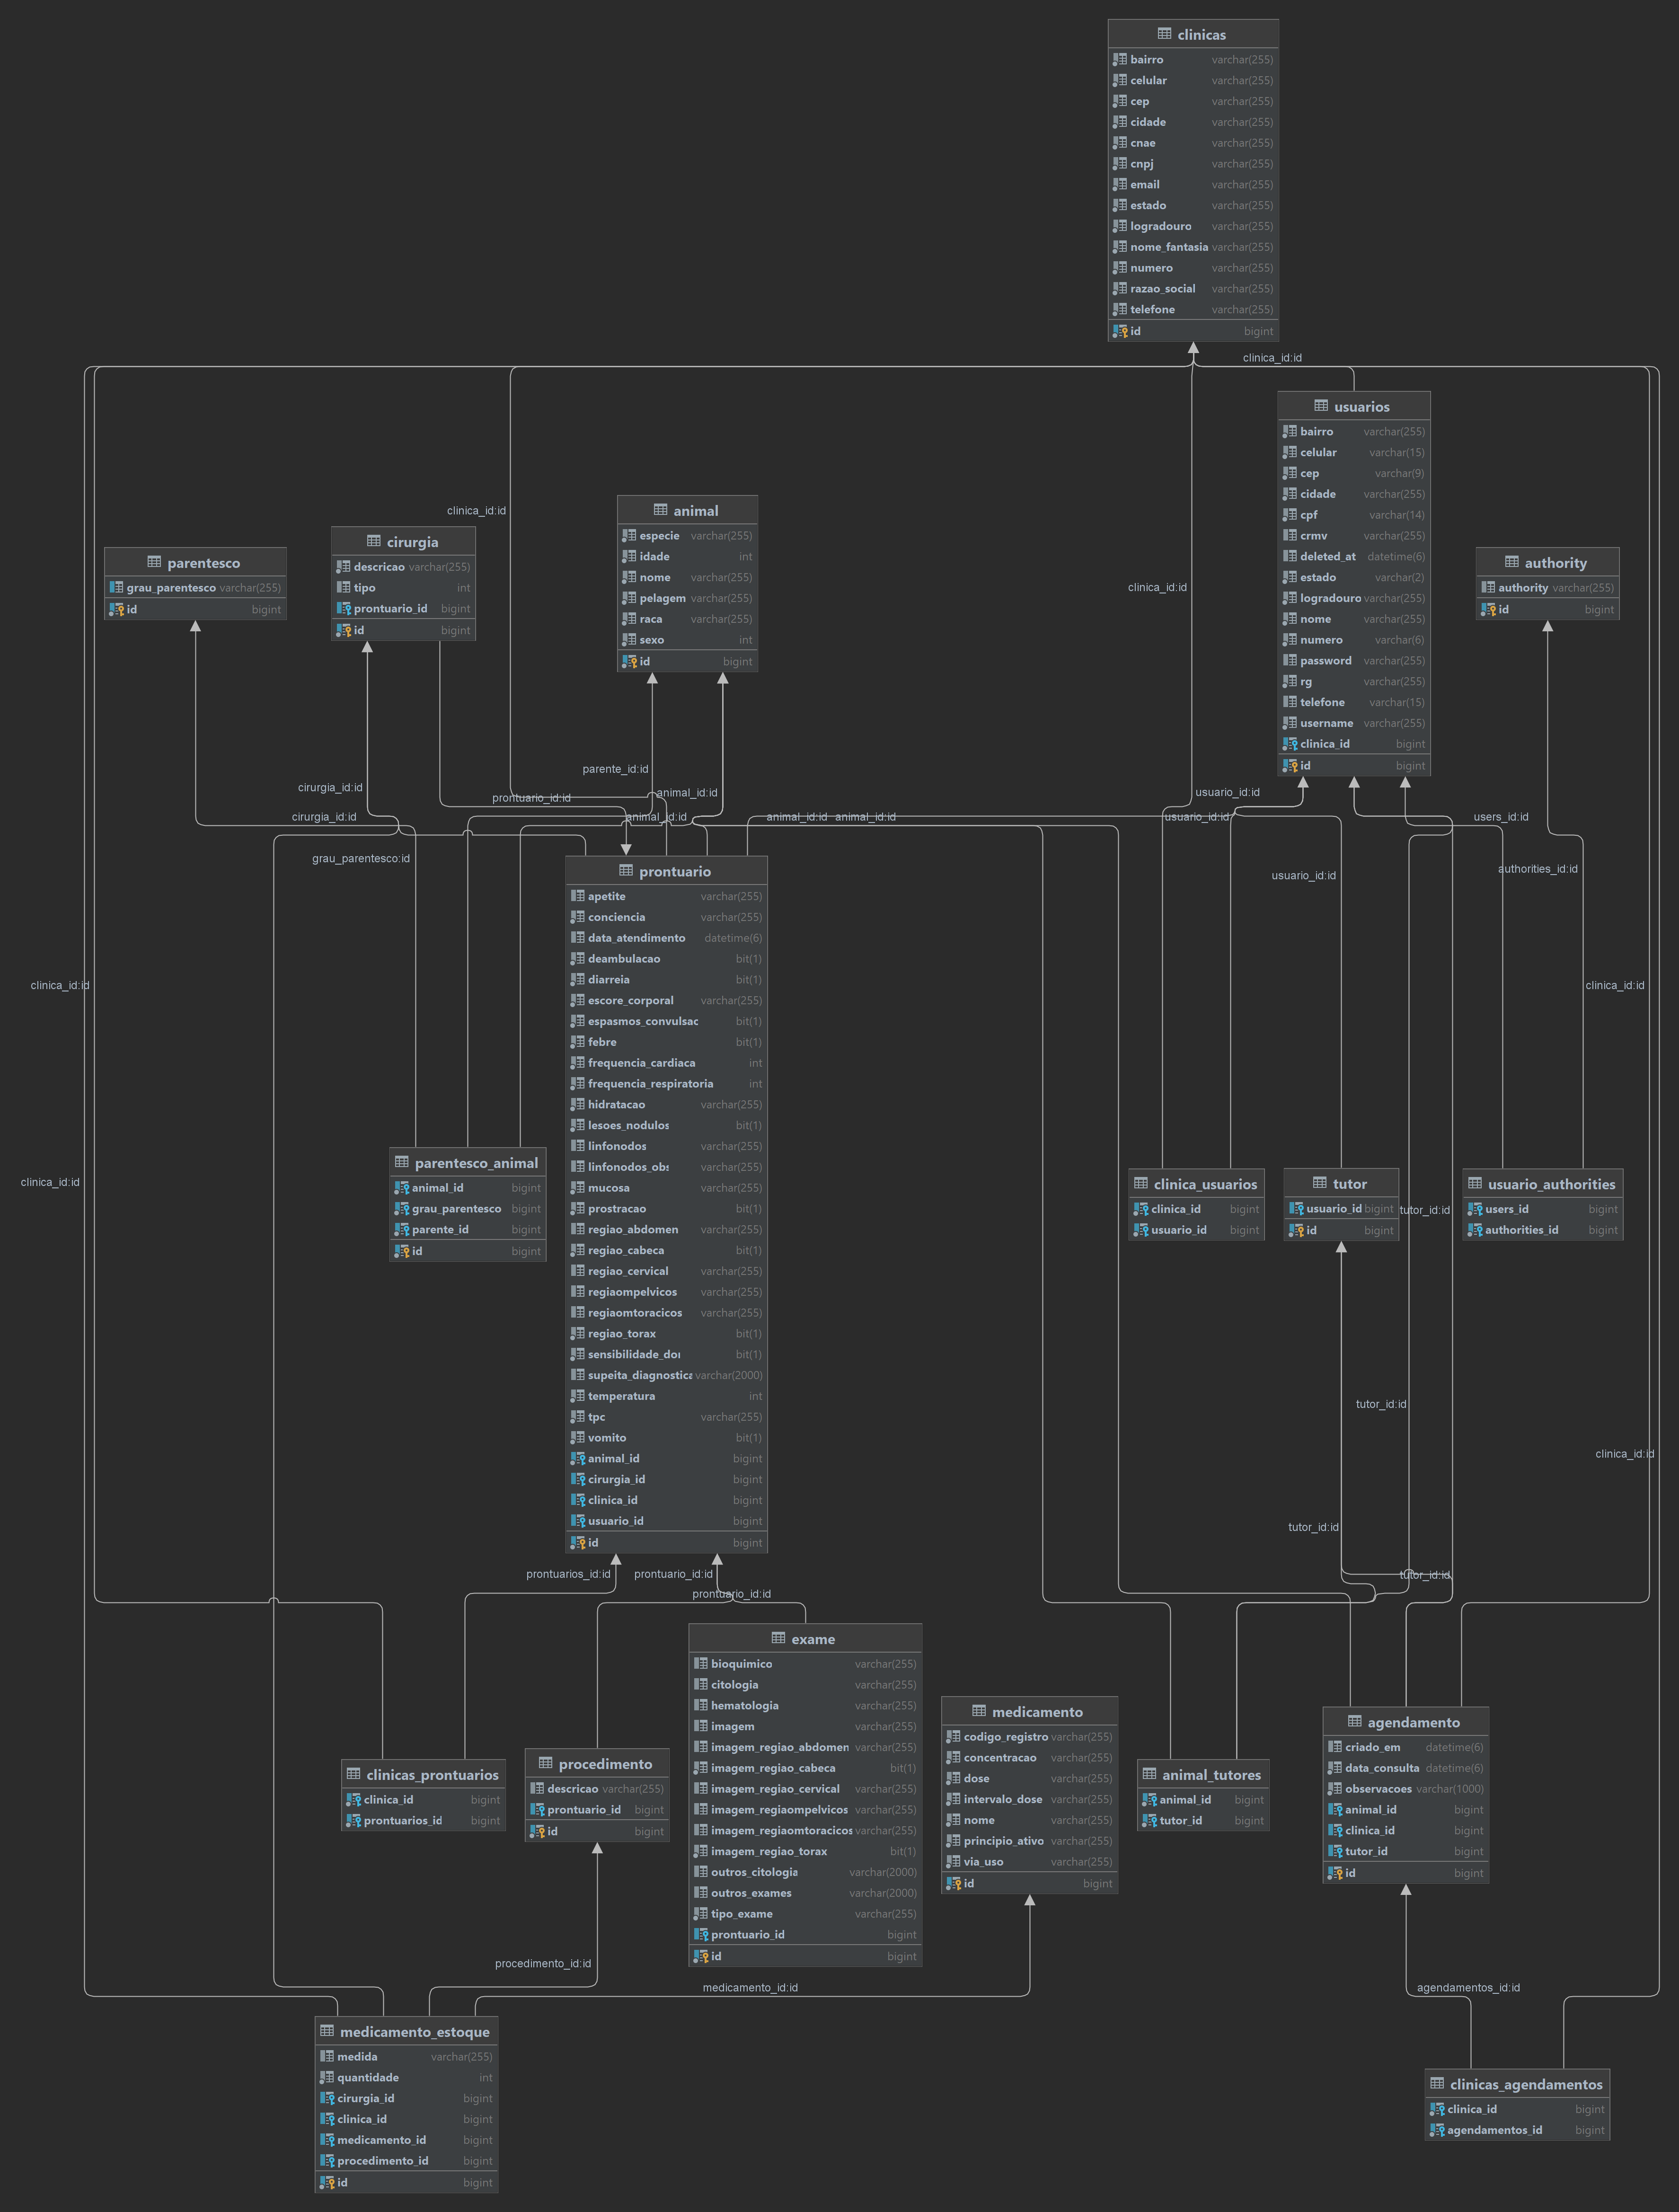 clinicas
bairro varchar(255)
celular varchar(255)
cep varchar(255)
cidade varchar(255)
cnae varchar(255)
cnpj varchar(255)
email varchar(255)
estado varchar(255)
logradouro varchar(255)
nome_fantasia varchar(255)
numero varchar(255)
razao_social varchar(255)
telefone varchar(255)
id bigint
clinica_id:id
usuarios
bairro varchar(255)
celular varchar(15)
cep varchar(9)
cidade varchar(255)
cpf varchar(14)
crmv varchar(255)
deleted_at datetime(6)
estado varchar(2)
logradouro varchar(255)
nome varchar(255)
numero varchar(6)
password varchar(255)
rg varchar(255)
telefone varchar(15)
username varchar(255)
clinica_id bigint
id bigint
clinica_id:id
animal
especie varchar(255)
idade int
nome varchar(255)
pelagem varchar(255)
raca varchar(255)
sexo int
id bigint
cirurgia
descricao varchar(255)
tipo int
prontuario_id bigint
id bigint
parentesco
grau_parentesco varchar(255)
id bigint
authority
authority varchar(255)
id bigint
clinica_id:id
parente_id:id
cirurgia_id:id
prontuario_id:id
animal_id:id
usuario_id:id
cirurgia_id:id
animal_id:id
animal_id:id
animal_id:id
usuario_id:id
users_id:id
grau_parentesco:id
usuario_id:id
authorities_id:id
prontuario
apetite varchar(255)
conciencia varchar(255)
data_atendimento datetime(6)
deambulacao bit(1)
diarreia bit(1)
escore_corporal varchar(255)
espasmos_convulsac bit(1)
febre bit(1)
frequencia_cardiaca int
frequencia_respiratoria int
hidratacao varchar(255)
lesoes_nodulos bit(1)
linfonodos varchar(255)
linfonodos_obs varchar(255)
mucosa varchar(255)
prostracao bit(1)
regiao_abdomen varchar(255)
regiao_cabeca bit(1)
regiao_cervical varchar(255)
regiaompelvicos varchar(255)
regiaomtoracicos varchar(255)
regiao_torax bit(1)
sensibilidade_doı bit(1)
supeita_diagnostica varchar(2000)
temperatura int
tpc varchar(255)
vomito bit(1)
animal_id bigint
cirurgia_id bigint
clinica_id bigint
usuario_id bigint
id bigint
clinica_id:id
clinica_id:id
clinica_id:id
parentesco_animal
animal_id bigint
grau_parentesco bigint
parente_id bigint
id bigint
clinica_usuarios
clinica_id bigint
usuario_id bigint
tutor
usuario_id bigint
id bigint
tutor_id:id
usuario_authorities
users_id bigint
authorities_id bigint
tutor_id:id
clinica_id:id
tutor_id:id
prontuarios_id:id
prontuario_id:id
tutor_id:id
prontuario_id:id
exame
bioquimico varchar(255)
citologia varchar(255)
hematologia varchar(255)
imagem varchar(255)
imagem_regiao_abdomen varchar(255)
imagem_regiao_cabeca bit(1)
imagem_regiao_cervical varchar(255)
imagem_regiaompelvicos varchar(255)
imagem_regiaomtoracicos varchar(255)
imagem_regiao_torax bit(1)
outros_citologia varchar(2000)
outros_exames varchar(2000)
tipo_exame varchar(255)
prontuario_id bigint
id bigint
medicamento
codigo_registro varchar(255)
concentracao varchar(255)
dose varchar(255)
intervalo_dose varchar(255)
nome varchar(255)
principio_ativo varchar(255)
via_uso varchar(255)
id bigint
agendamento
criado_em datetime(6)
data_consulta datetime(6)
observacoes varchar(1000)
animal_id bigint
clinica_id bigint
tutor_id bigint
id bigint
procedimento
descricao varchar(255)
prontuario_id bigint
id bigint
clinicas_prontuarios
clinica_id bigint
prontuarios_id bigint
animal_tutores
animal_id bigint
tutor_id bigint
procedimento_id:id
medicamento_id:id
agendamentos_id:id
medicamento_estoque
medida varchar(255)
quantidade int
cirurgia_id bigint
clinica_id bigint
medicamento_id bigint
procedimento_id bigint
id bigint
clinicas_agendamentos
clinica_id bigint
agendamentos_id bigint